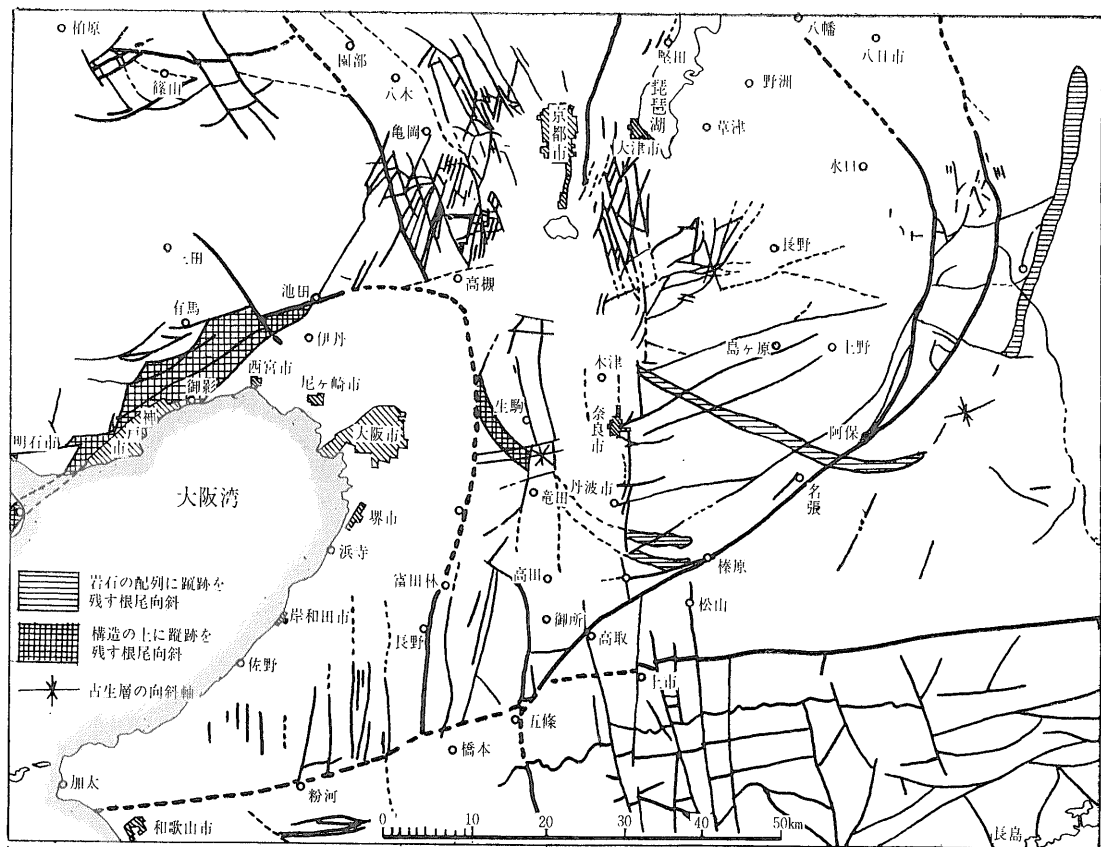 柏原
園部
堅田
八幡
八日市
篠山
八木
琵琶湖
野洲
京都市
亀岡
大津市
草津
水口
三田
長野
池田
高槻
有馬
伊丹
島ヶ原
上野
西宮市
木津
御影
尼ヶ崎市
生駒
神戸市
大阪市
奈良市
明石市
阿保
大阪湾
竜田
丹波市
名張
堺市
浜寺
榛原
岩石の配列に蹤跡を
残す根尾向斜
富田林
高田
松山
岸和田市
御所
構造の上に蹤跡を
残す根尾向斜
長野
高取
佐野
上市
古生層の向斜軸
五條
橋本
加太
粉河
和歌山市
0 10 20 30 40 50km
長島